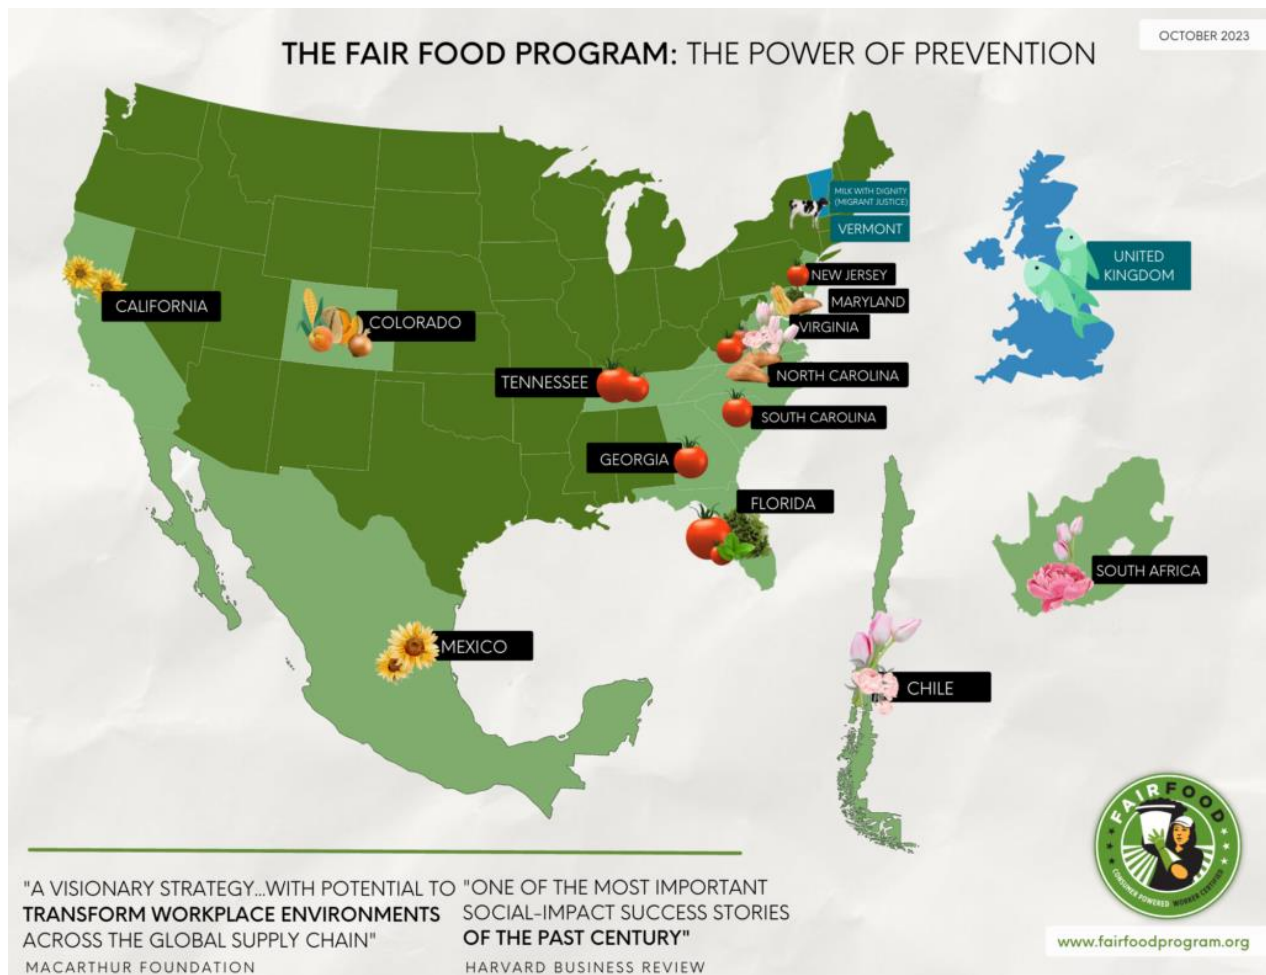 OCTOBER 2023
THE FAIR FOOD PROGRAM: THE POWER OF PREVENTION
MILK WITH DIGNITY
(MIGRANT JUSTICE)
VERMONT
UNITED
KINGDOM
NEW JERSEY
MARYLAND
CALIFORNIA
COLORADO
VIRGINIA
TENNESSEE
NORTH CAROLINA
SOUTH CAROLINA
GEORGIA
FLORIDA
SOUTH AFRICA
MEXICO
CHILE
FAIR FOOD
CONSUMER POWERED WORKER CERTIFIED
"A VISIONARY STRATEGY...WITH POTENTIAL TO
TRANSFORM WORKPLACE ENVIRONMENTS
ACROSS THE GLOBAL SUPPLY CHAIN"
MACARTHUR FOUNDATION
"ONE OF THE MOST IMPORTANT
SOCIAL-IMPACT SUCCESS STORIES
OF THE PAST CENTURY"
HARVARD BUSINESS REVIEW
www.fairfoodprogram.org